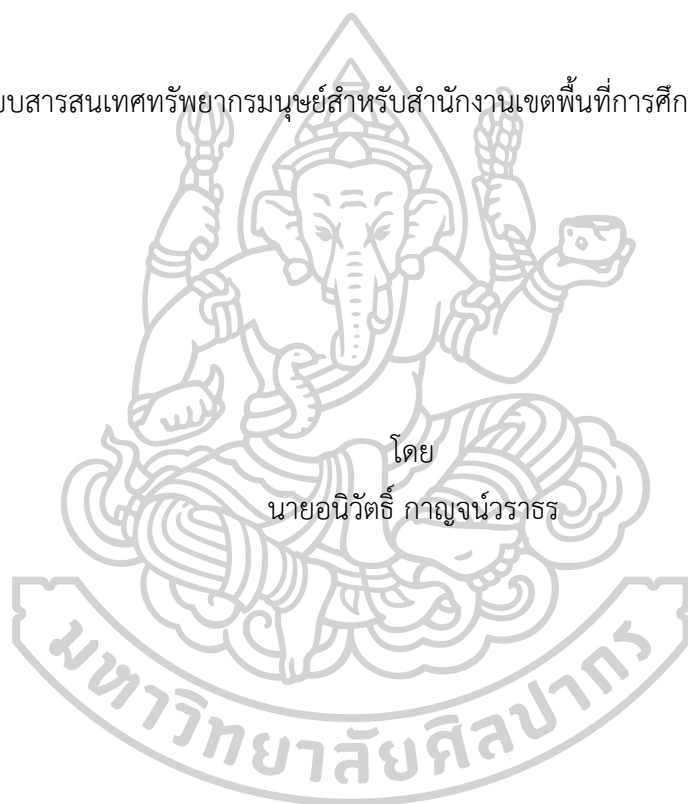 บบสารสนเทศทรัพยากรมนุษย์สำหรับสำนักงานเขตพื้นที่การศึก
โดย
นายอนิวัตธิ์ กาญจน์วราธร
มหาวิทยาลัยศิลปากร